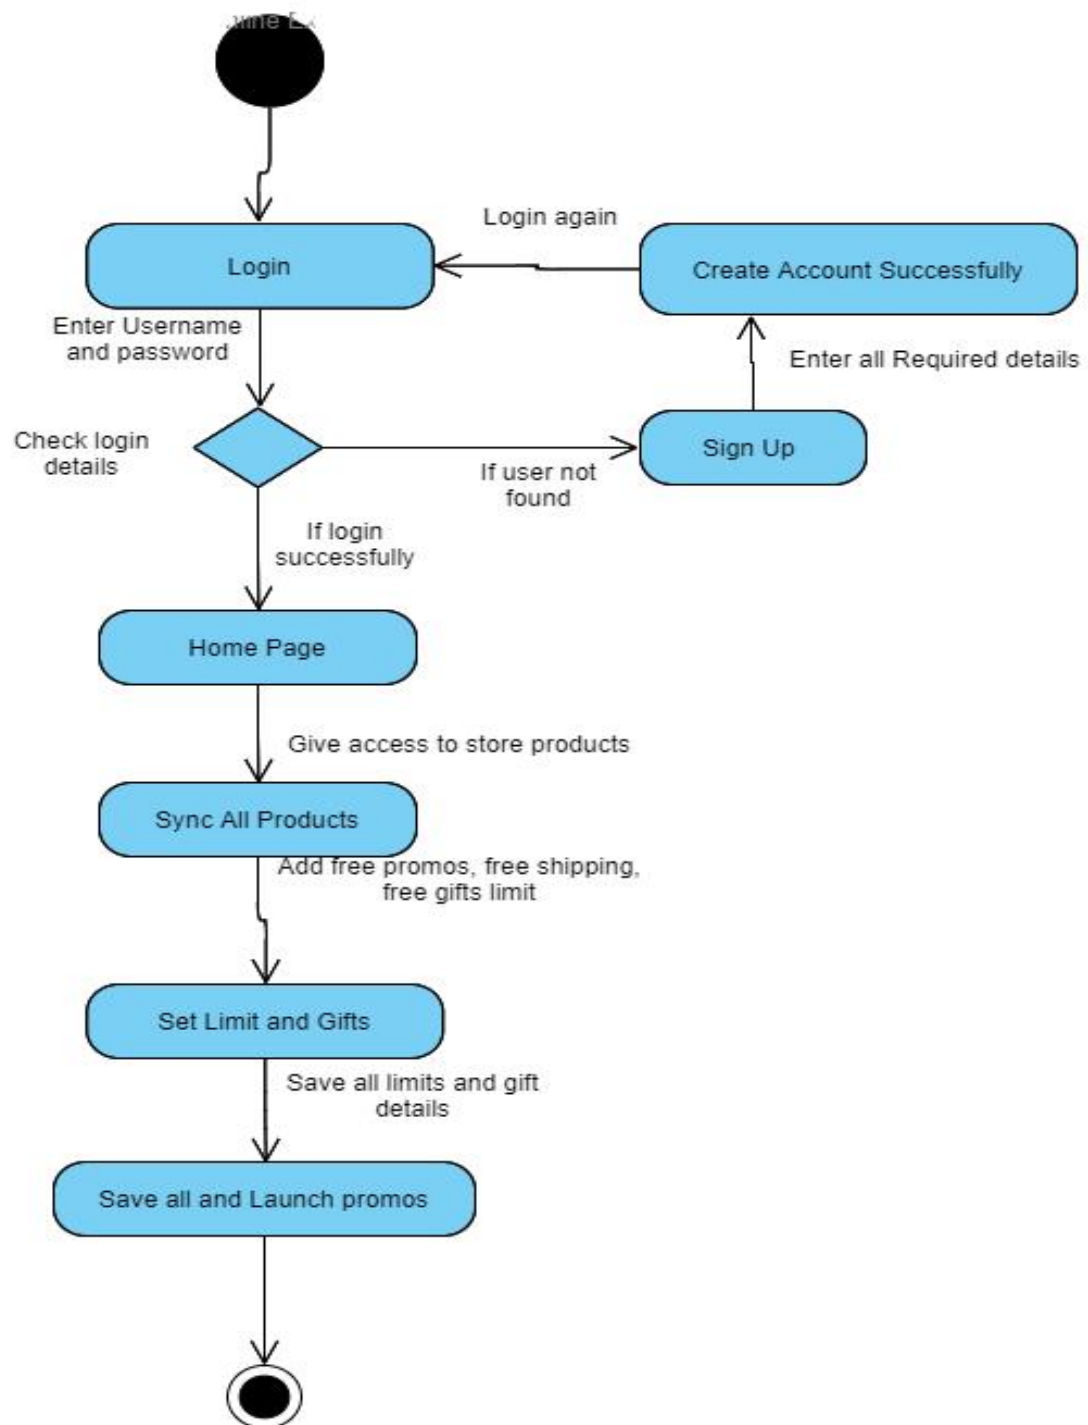 Login again
Login
Create Account Successfully
Enter Username
and password
Enter all Required details
Check login
details
Sign Up
If user not
found
If login
successfully
Home Page
Give access to store products
Sync All Products
Add free promos, free shipping,
free gifts limit
Set Limit and Gifts
Save all limits and gift
details
Save all and Launch promos